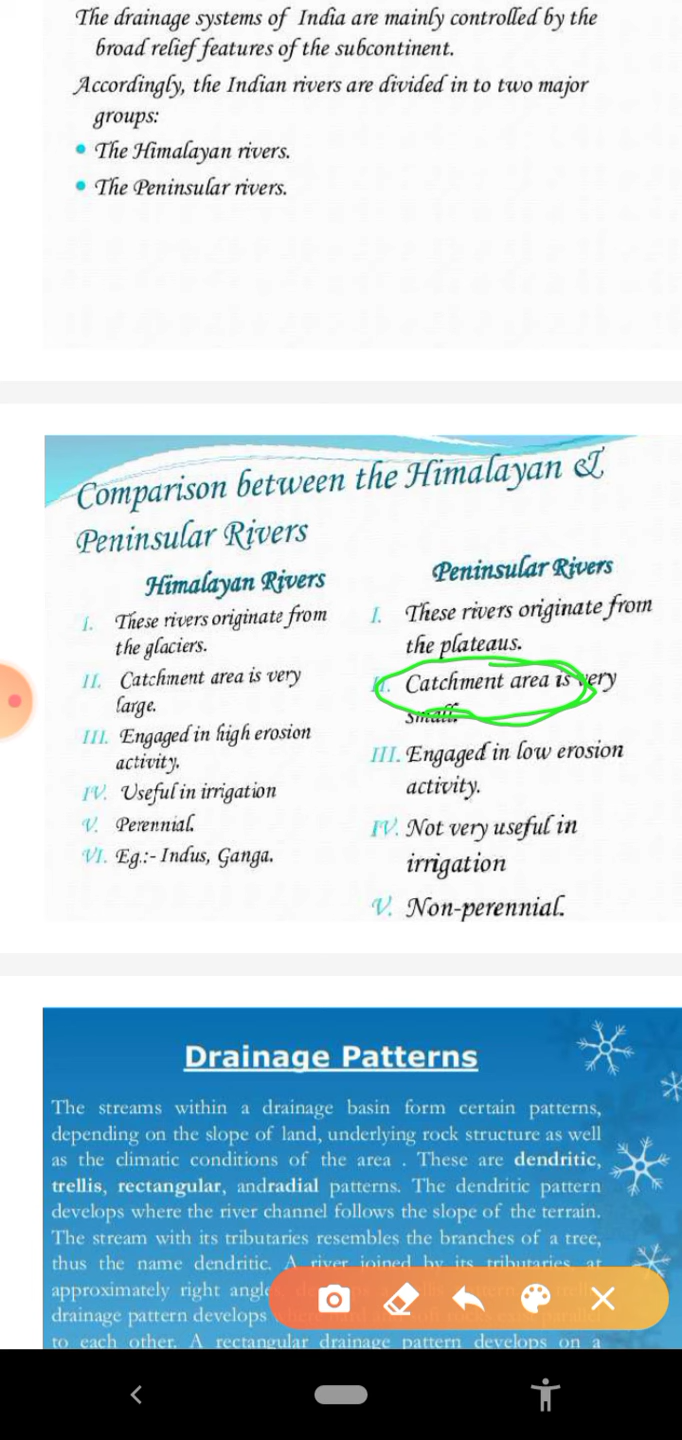 The drainage systems of India are mainly controlled by the
broad relief features of the subcontinent.
Accordingly, the Indian rivers are divided in to two major
groups:
• The Himalayan rivers.
• The Peninsular rivers.
Comparison between the Himalayan &
Peninsular Rivers
Himalayan Rivers
I. These rivers originate from
the glaciers.
II. Catchment area is very
large.
III. Engaged in high erosion
activity.
IV. Useful in irrigation
V. Perennial.
VI. Eg.:- Indus, Ganga.
Peninsular Rivers
I. These rivers originate from
the plateaus.
II. Catchment area is very
small.
III. Engaged in low erosion
activity.
IV. Not very useful in
irrigation
V. Non-perennial.
Drainage Patterns
The streams within a drainage basin form certain patterns,
depending on the slope of land, underlying rock structure as well
as the climatic conditions of the area . These are dendritic,
trellis, rectangular, andradial patterns. The dendritic pattern
develops where the river channel follows the slope of the terrain.
The stream with its tributaries resembles the branches of a tree,
thus the name dendritic. A river joined by its tributaries, at
approximately right
drainage pattern develops
to each other. A rectangular drainage pattern develops on a